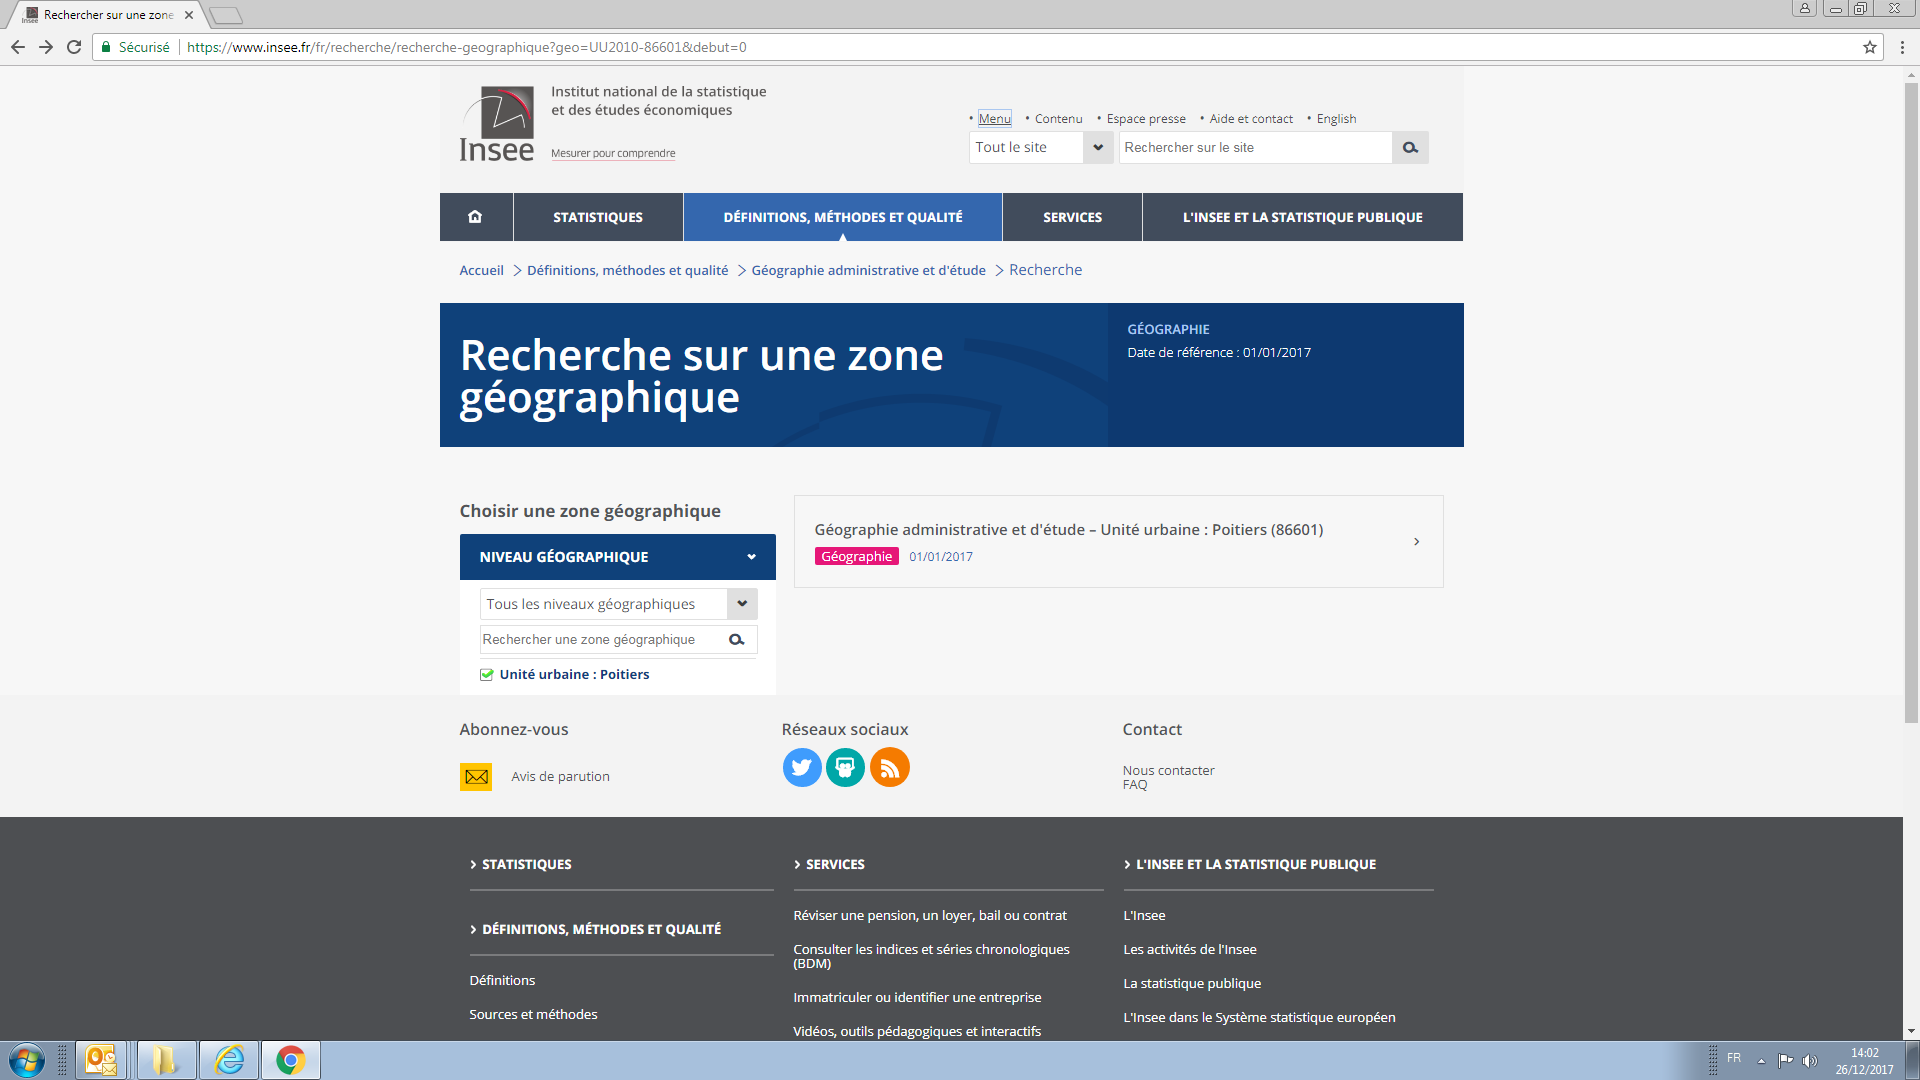 Rechercher sur une zone
Sécurisé
https://www.insee.fr/fr/recherche/recherche-geographique?geo=UU2010-86601&debut=0
Insee
Institut national de la statistique
et des études économiques
Mesurer pour comprendre
• Menu • Contenu • Espace presse • Aide et contact • English
Tout le site
Rechercher sur le site
STATISTIQUES
DÉFINITIONS, MÉTHODES ET QUALITÉ
SERVICES
L'INSEE ET LA STATISTIQUE PUBLIQUE
Accueil > Définitions, méthodes et qualité > Géographie administrative et d'étude > Recherche
Recherche sur une zone
géographique
GÉOGRAPHIE
Date de référence : 01/01/2017
Choisir une zone géographique
NIVEAU GÉOGRAPHIQUE
Tous les niveaux géographiques
Rechercher une zone géographique
Unité urbaine : Poitiers
Géographie administrative et d'étude – Unité urbaine : Poitiers (86601)
Géographie 01/01/2017
Abonnez-vous
Avis de parution
Réseaux sociaux
Contact
Nous contacter
FAQ
> STATISTIQUES
> DÉFINITIONS, MÉTHODES ET QUALITÉ
Définitions
Sources et méthodes
> SERVICES
Réviser une pension, un loyer, bail ou contrat
Consulter les indices et séries chronologiques
(BDM)
Immatriculer ou identifier une entreprise
Vidéos, outils pédagogiques et interactifs
> L'INSEE ET LA STATISTIQUE PUBLIQUE
L'Insee
Les activités de l'Insee
La statistique publique
L'Insee dans le Système statistique européen
FR
14:02
26/12/2017